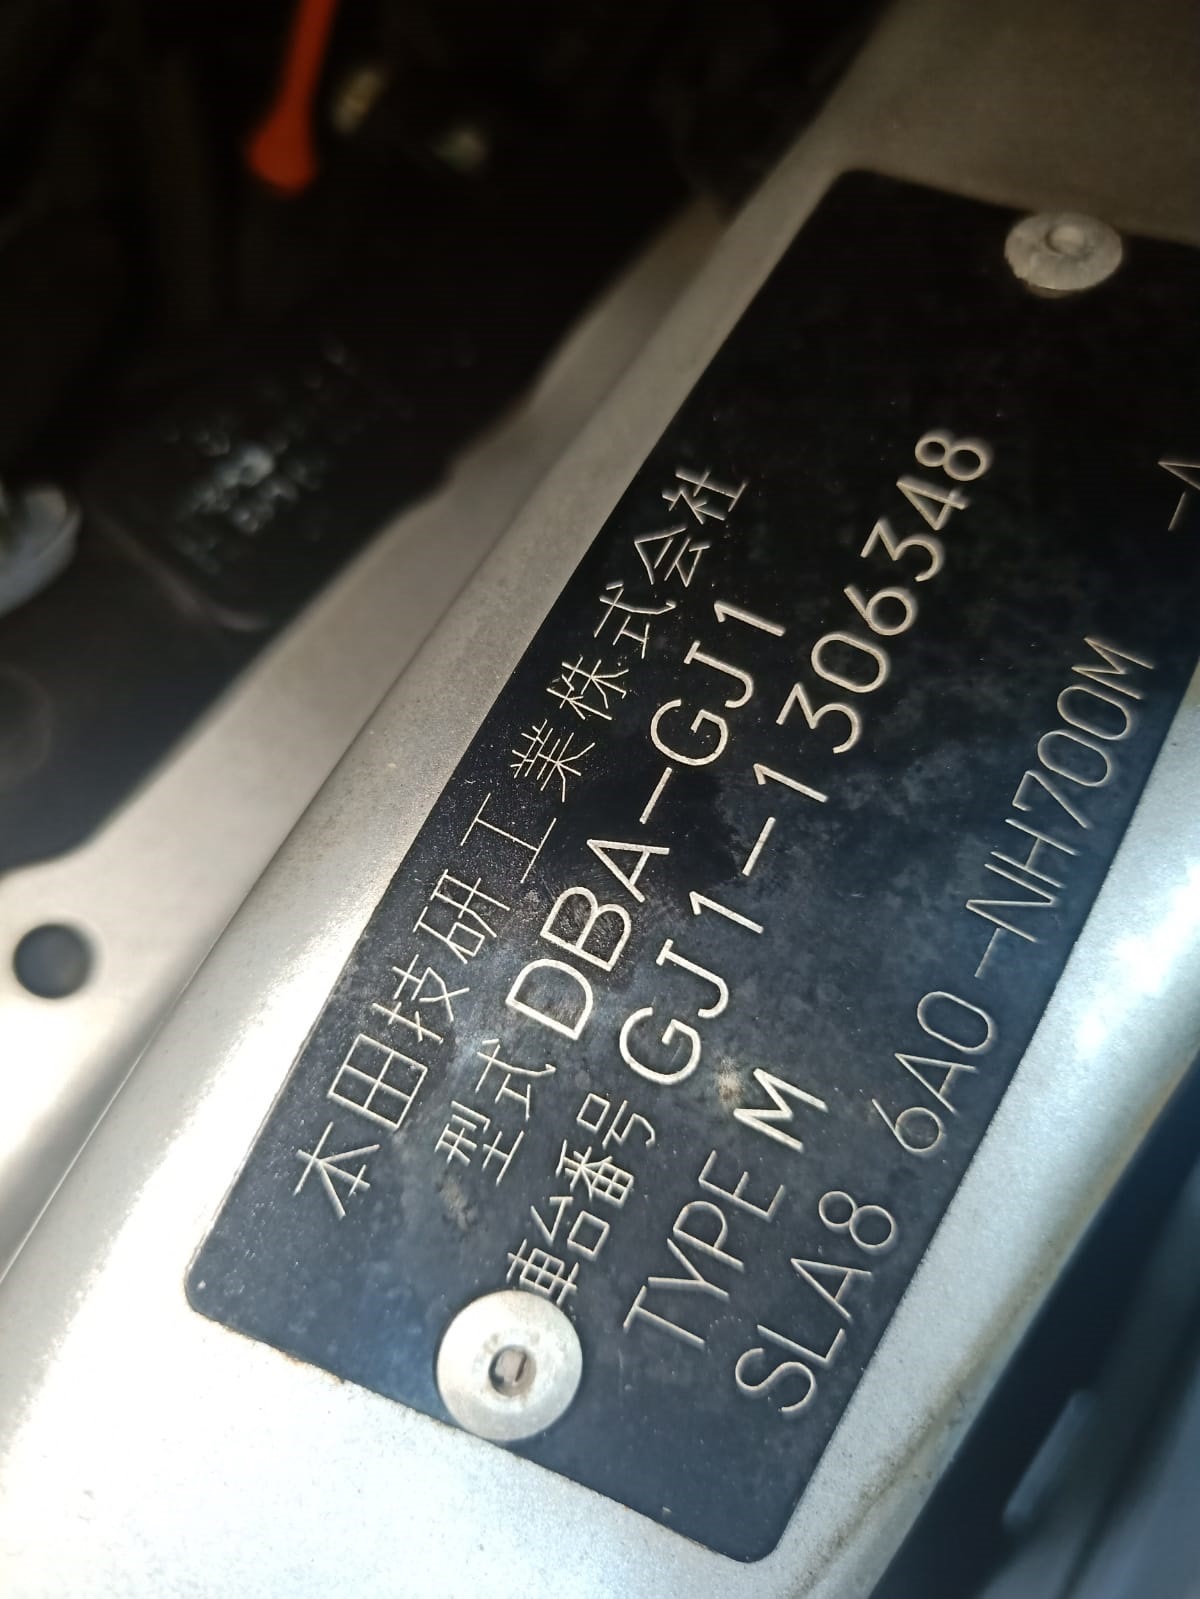 本田技研工業株式会社
型式 DBA-GJ1
車台番号 GJ1-1306348
TYPE M
SLA8 6A0 -NH700M -A